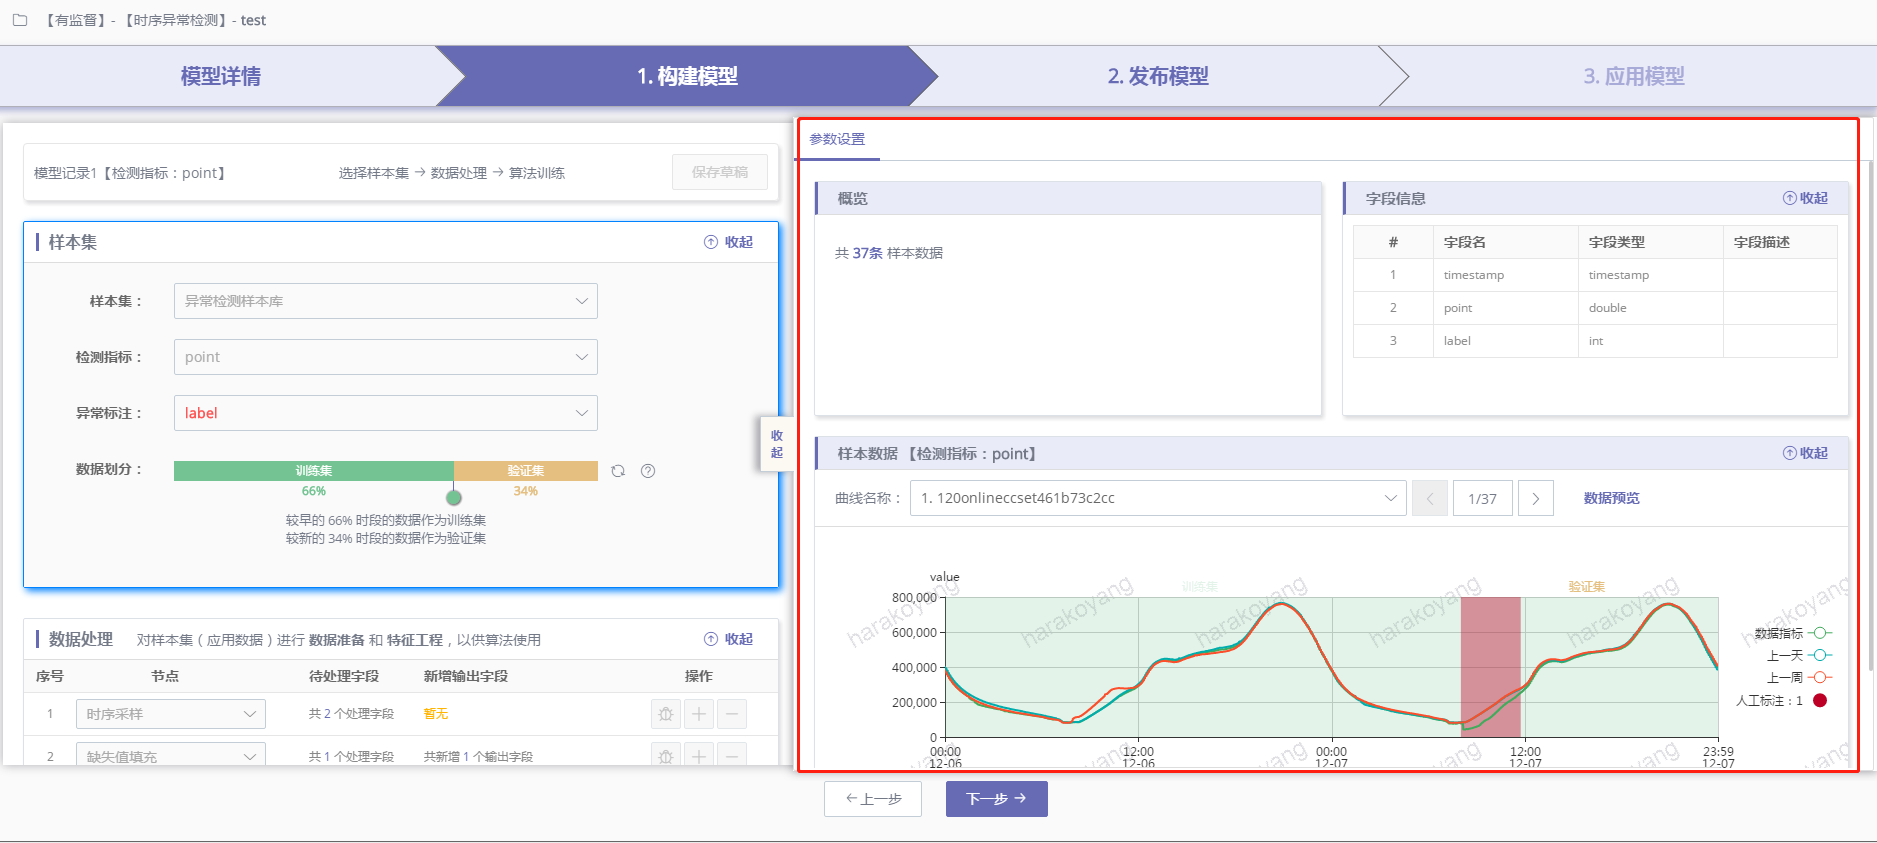 【有监督】-【时序异常检测】- test
模型详情
1. 构建模型
2. 发布模型
3. 应用模型
模型记录1【检测指标：point】
选择样本集 → 数据处理 → 算法训练
保存草稿
样本集
收起
样本集：
异常检测样本库
检测指标：
point
异常标注：
label
数据划分：
训练集
验证集
66%
34%
较早的 66% 时段的数据作为训练集
较新的 34% 时段的数据作为验证集
数据处理
对样本集（应用数据）进行 数据准备 和 特征工程，以供算法使用
收起
序号 节点 待处理字段 新增输出字段 操作
1 时序采样 共 2 个处理字段 暂无
2 缺失值填充 共 1 个处理字段 共新增 1 个输出字段
收起
参数设置
概览
共 37条 样本数据
字段信息
收起
# 字段名 字段类型 字段描述
1 timestamp timestamp
2 point double
3 label int
样本数据 【检测指标：point】
收起
曲线名称：
1. 120onlineccset461b73c2cc
1/37
数据预览
value
训练集
验证集
800,000
600,000
400,000
200,000
0
00:00
12-06
12:00
12-06
00:00
12-07
12:00
12-07
23:59
12-07
数据指标
上一天
上一周
人工标注：1
harakoyang
harakoyang
harakoyang
harakoyang
harakoyang
harakoyang
←上一步
下一步 →